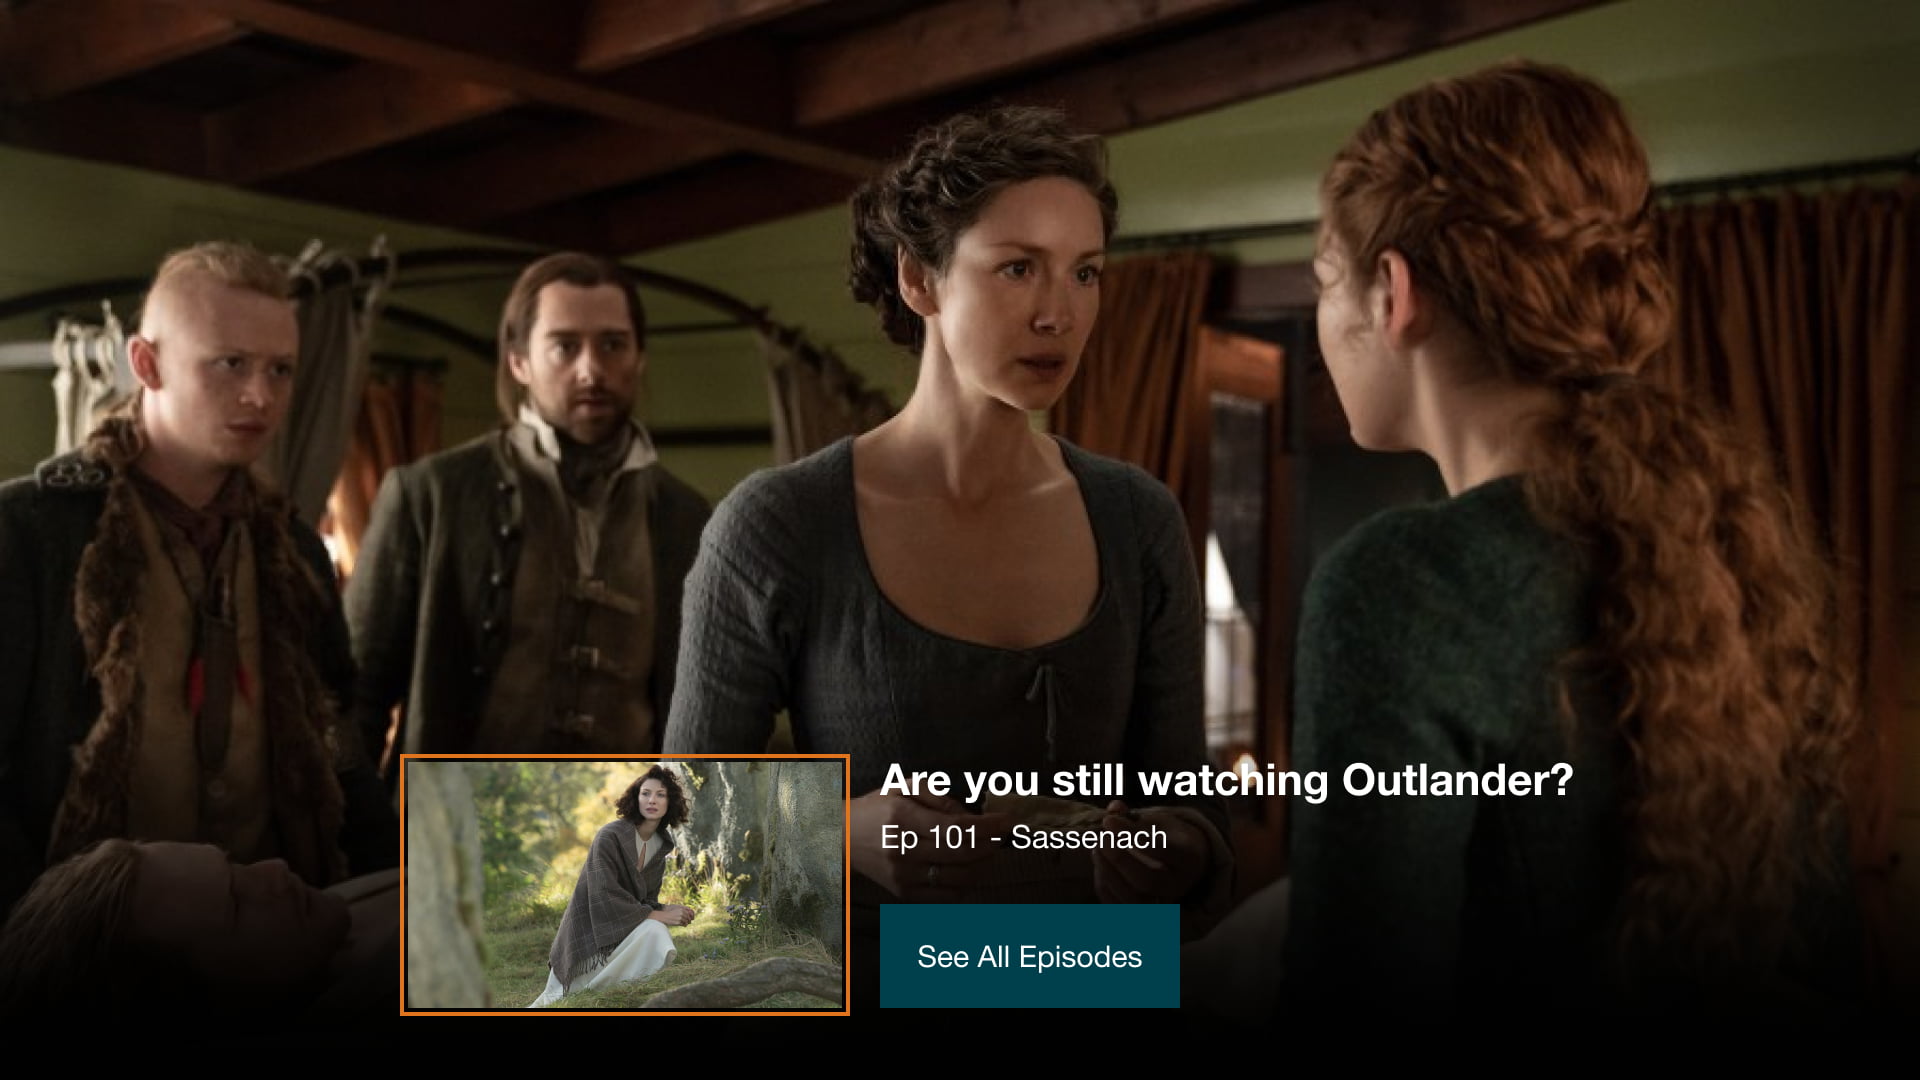 Are you still watching Outlander?
Ep 101 - Sassenach
See All Episodes